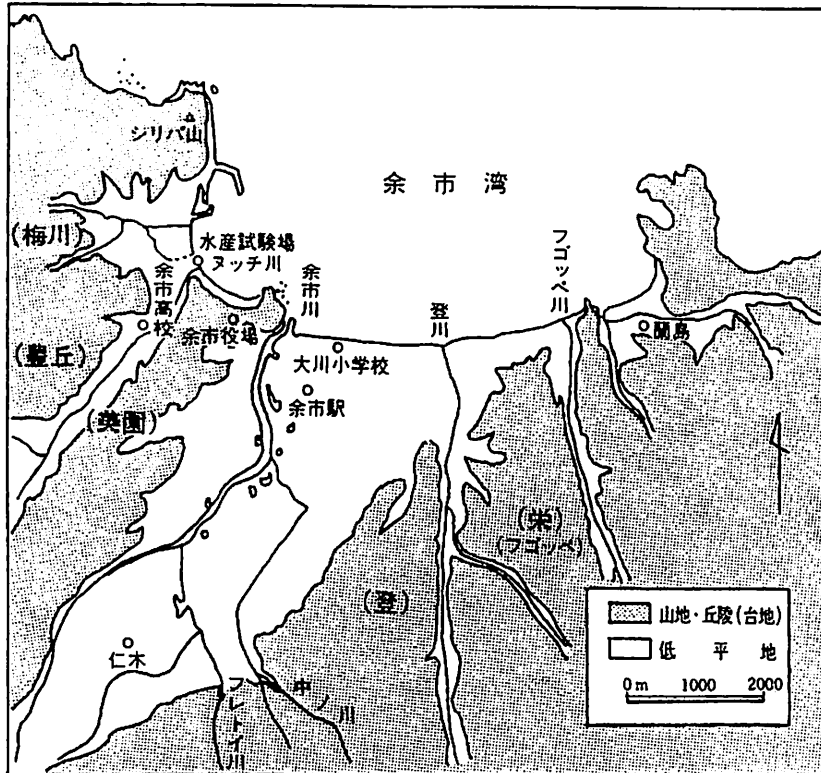 シリパ山
余市湾
(梅川)
水産試験場
ヌッチ川
余市川
フゴッペ川
登川
余市高校
余市役場
蘭島
大川小学校
(豊丘)
余市駅
(美園)
(栄)
(フゴッペ)
(登)
山地・丘陵(台地)
低平地
0m 1000 2000
仁木
フレトイ川
中ノ川